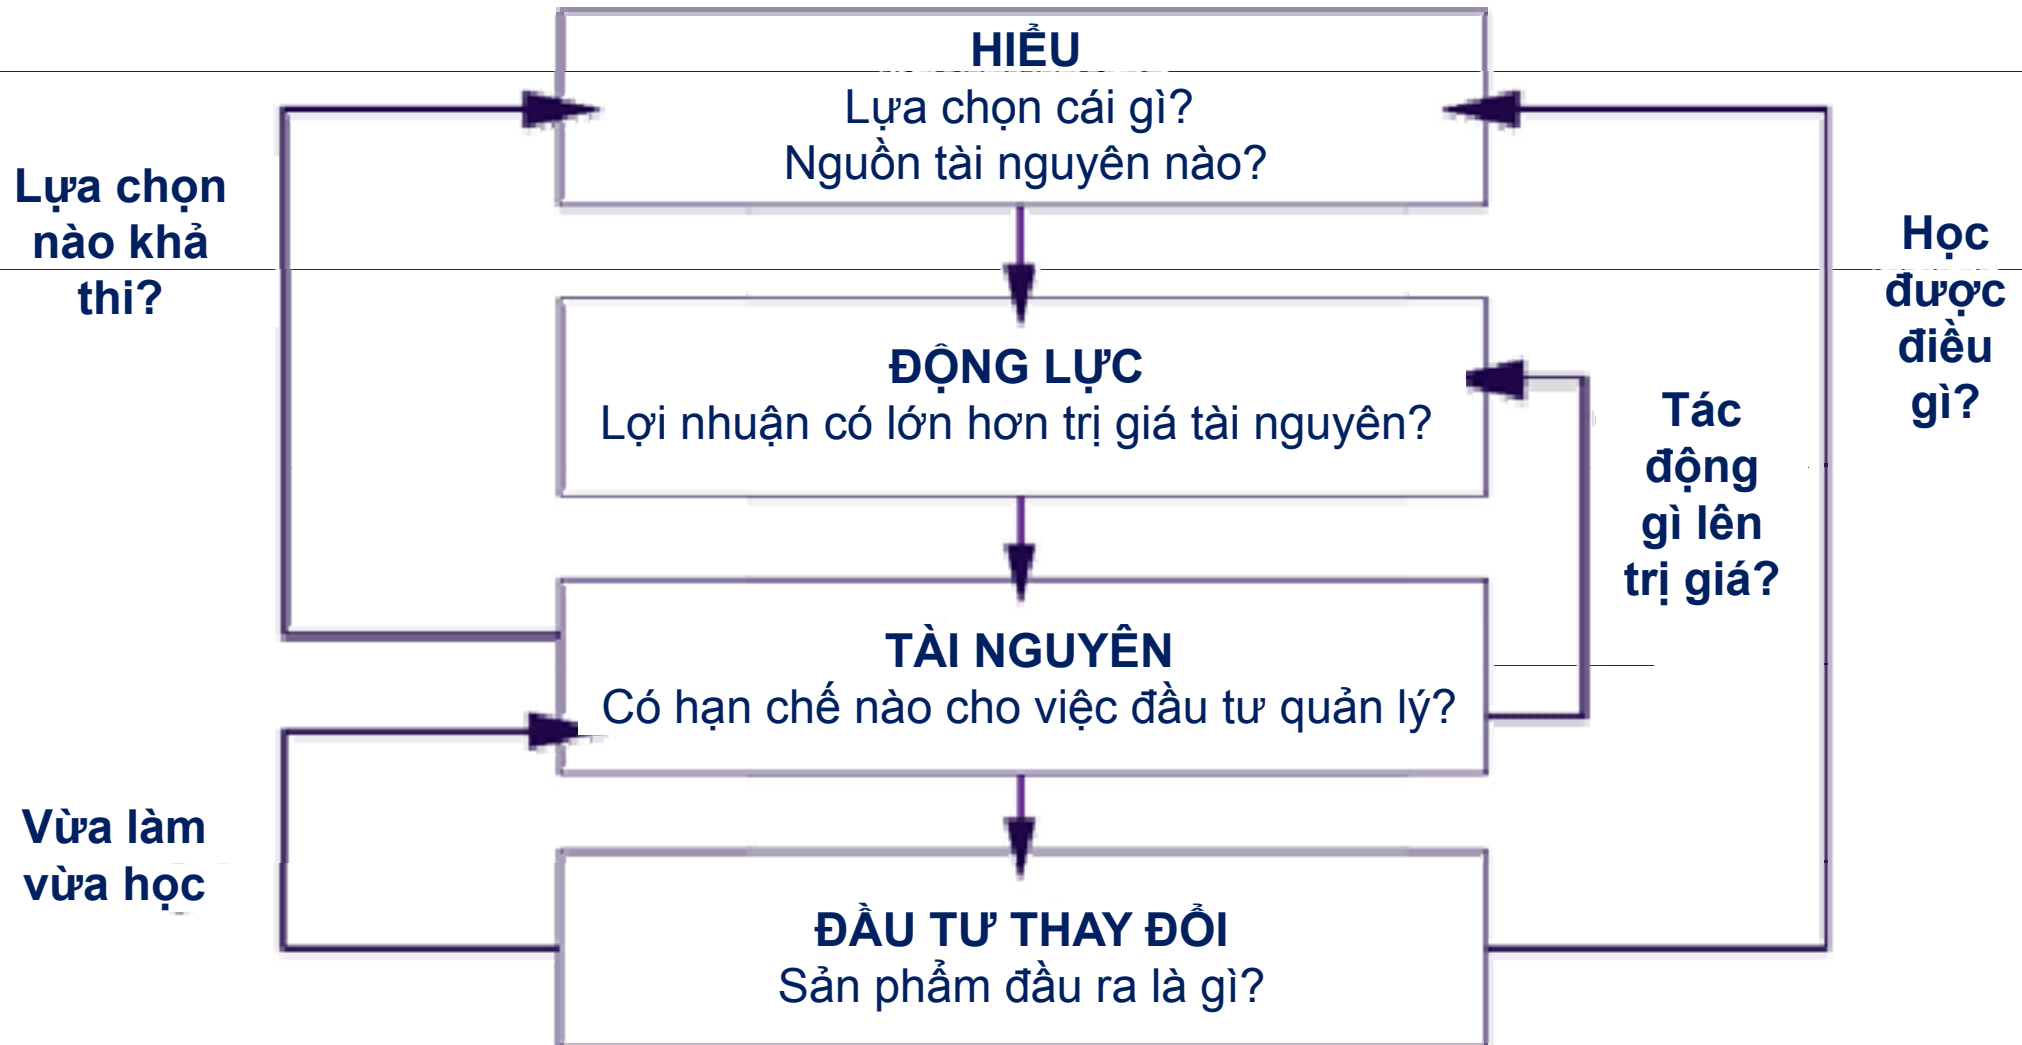 HIỂU
Lựa chọn cái gì?
Nguồn tài nguyên nào?
Lựa chọn
nào khả
thi?
Học
được
điều
gì?
ĐỘNG LỰC
Lợi nhuận có lớn hơn trị giá tài nguyên?
Tác
động
gì lên
trị giá?
TÀI NGUYÊN
Có hạn chế nào cho việc đầu tư quản lý?
Vừa làm
vừa học
ĐẦU TƯ THAY ĐỔI
Sản phẩm đầu ra là gì?